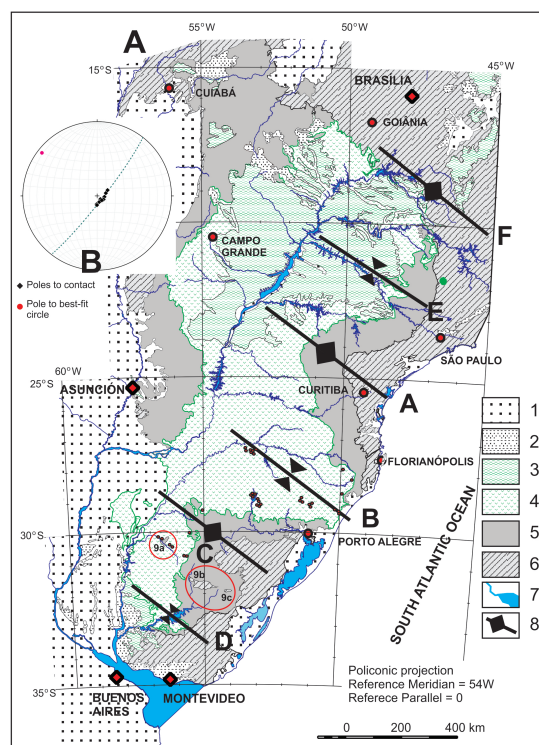 55°W
50°W
A
45°W
15°S
BRASÍLIA
CUIABÁ
GOIÂNIA
CAMPO
GRANDE
F
B
Poles to contact
Pole to best-fit
circle
E
SÃO PAULO
60°W
ASUNCIÓN
25°S
CURITIBA
A
1
2
FLORIANÓPOLIS
3
B
4
30°S
9a
C
PORTO ALEGRE
5
9b
9c
6
SOUTH ATLANTIC OCEAN
7
D
8
Policonic projection
Reference Meridian = 54W
Referece Parallel = 0
35°S
BUENOS
AIRES
MONTEVIDEO
0
200
400 km